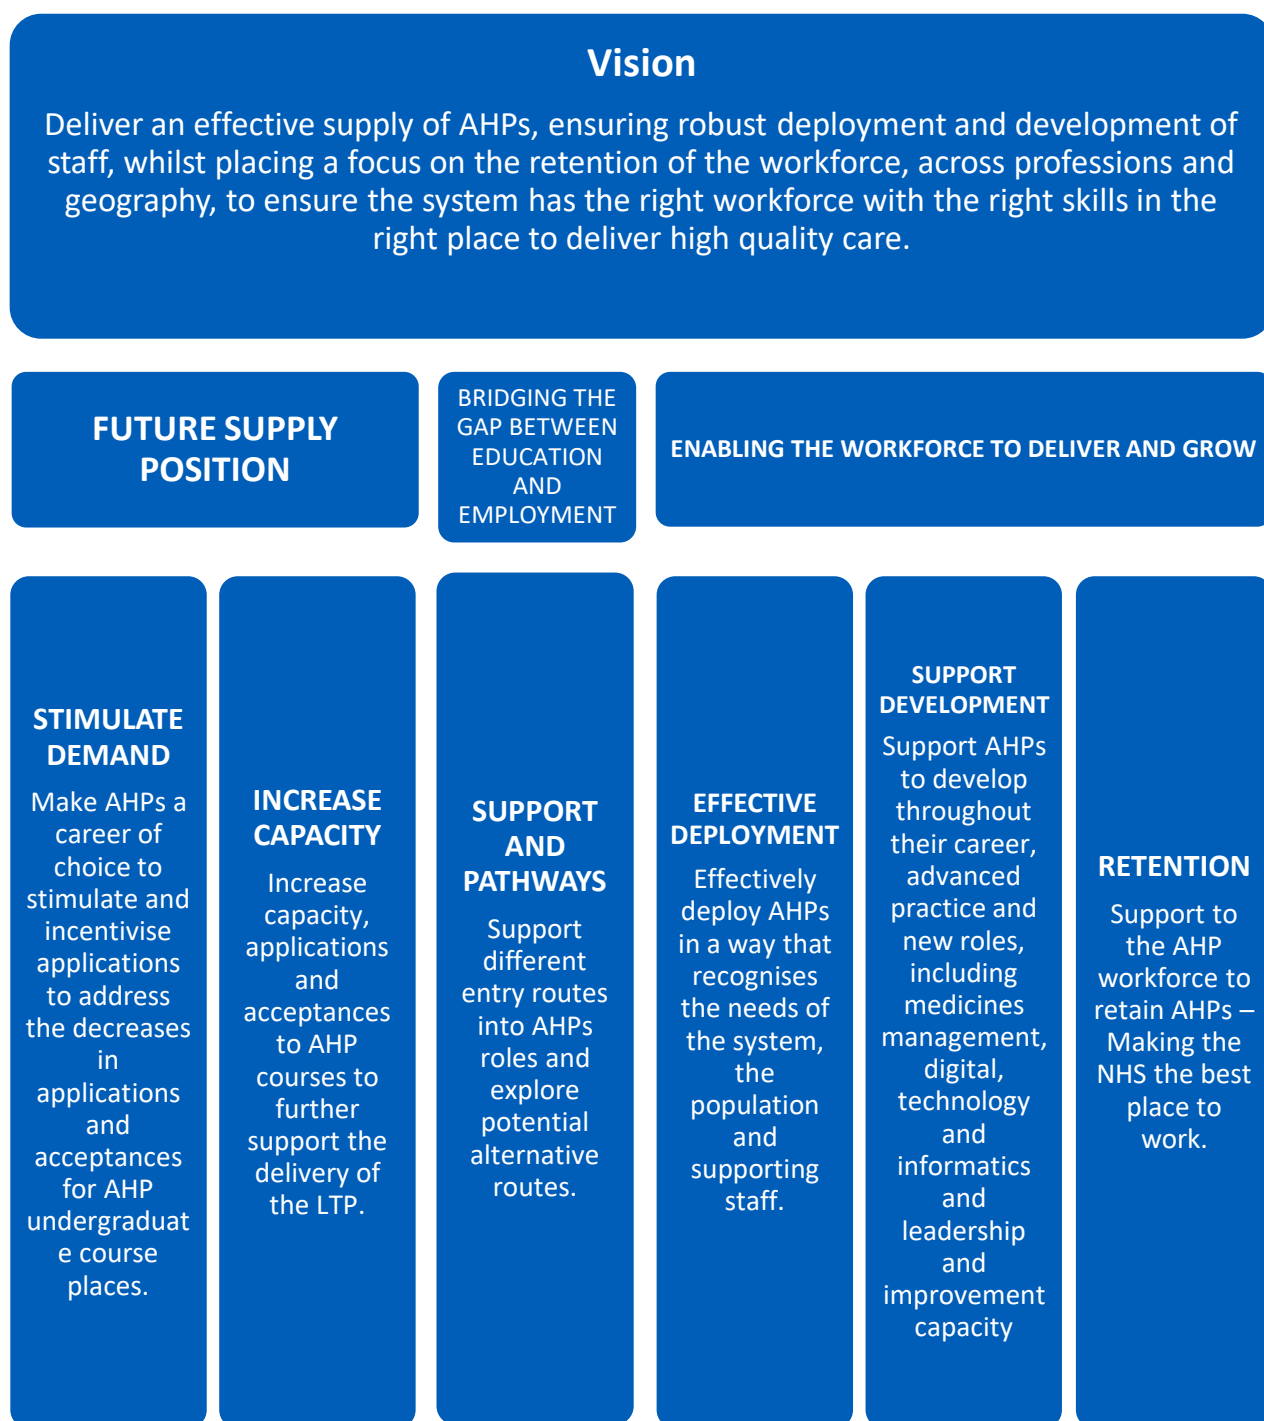 Vision
Deliver an effective supply of AHPs, ensuring robust deployment and development of
staff, whilst placing a focus on the retention of the workforce, across professions and
geography, to ensure the system has the right workforce with the right skills in the
right place to deliver high quality care.
FUTURE SUPPLY
POSITION
BRIDGING THE
GAP BETWEEN
EDUCATION
AND
EMPLOYMENT
ENABLING THE WORKFORCE TO DELIVER AND GROW
STIMULATE
DEMAND
Make AHPs a
career of
choice to
stimulate and
incentivise
applications
to address
the decreases
in
applications
and
acceptances
for AHP
undergraduat
e course
places.
INCREASE
CAPACITY
Increase
capacity,
applications
and
acceptances
to AHP
courses to
further
support the
delivery of
the LTP.
SUPPORT
AND
PATHWAYS
Support
different
entry routes
into AHPs
roles and
explore
potential
alternative
routes.
EFFECTIVE
DEPLOYMENT
Effectively
deploy AHPs
in a way that
recognises
the needs of
the system,
the
population
and
supporting
staff.
SUPPORT
DEVELOPMENT
Support AHPs
to develop
throughout
their career,
advanced
practice and
new roles,
including
medicines
management,
digital,
technology
and
informatics
and
leadership
and
improvement
capacity
RETENTION
Support to
the AHP
workforce to
retain AHPs –
Making the
NHS the best
place to
work.